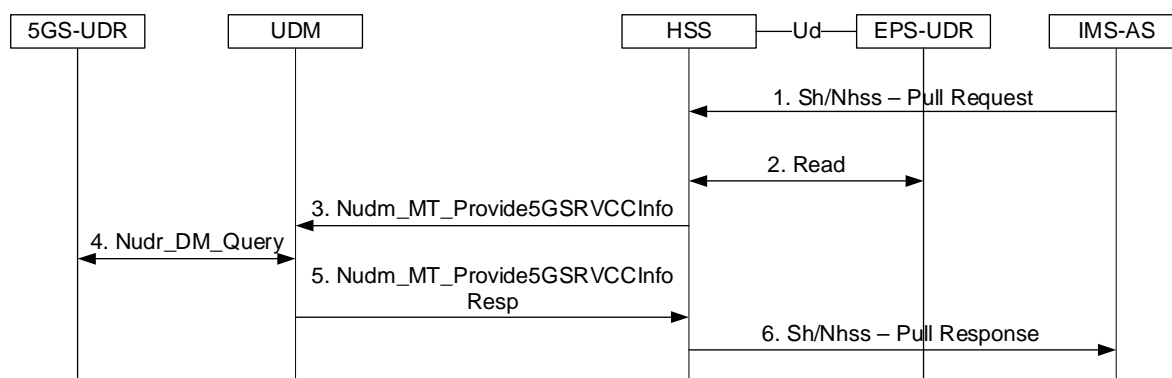 5GS-UDR
UDM
HSS
Ud
EPS-UDR
IMS-AS
1. Sh/Nhss – Pull Request
2. Read
3. Nudm_MT_Provide5GSRVCCInfo
4. Nudr_DM_Query
5. Nudm_MT_Provide5GSRVCCInfo
Resp
6. Sh/Nhss – Pull Response